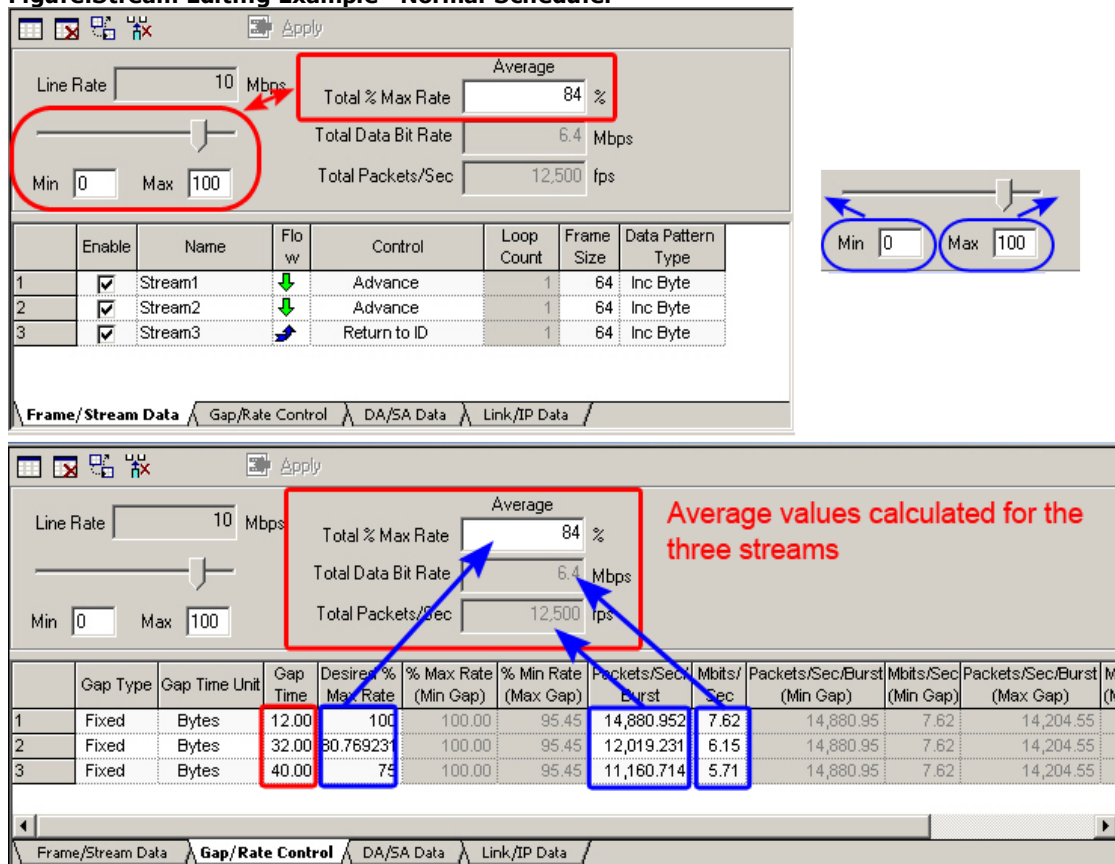 Figure:Stream Editing Example - Normal Scheduler
Apply
Average
Line Rate 10 Mbps Total % Max Rate 84 %
Total Data Bit Rate 6.4 Mbps
Min 0 Max 100 Total Packets/Sec 12,500 fps
Enable Name Flo w Control Loop Count Frame Size Data Pattern Type
1 Stream1 Advance 1 64 Inc Byte
2 Stream2 Advance 1 64 Inc Byte
3 Stream3 Return to ID 1 64 Inc Byte
Frame/Stream Data Gap/Rate Control DA/SA Data Link/IP Data
Min 0 Max 100
Apply
Average
Line Rate 10 Mbps Total % Max Rate 84 %
Total Data Bit Rate 6.4 Mbps
Min 0 Max 100 Total Packets/Sec 12,500 fps
Average values calculated for the
three streams
Gap Type Gap Time Unit Gap Time Desired % Max Rate % Max Rate (Min Gap) % Min Rate (Max Gap) Packets/Sec/ Burst Mbits/ Sec Packets/Sec/Burst (Min Gap) Mbits/Sec (Min Gap) Packets/Sec/Burst (Max Gap)
1 Fixed Bytes 12.00 100 100.00 95.45 14,880.952 7.62 14,880.95 7.62 14,204.55
2 Fixed Bytes 32.00 80.769231 100.00 95.45 12,019.231 6.15 14,880.95 7.62 14,204.55
3 Fixed Bytes 40.00 75 100.00 95.45 11,160.714 5.71 14,880.95 7.62 14,204.55
Frame/Stream Data Gap/Rate Control DA/SA Data Link/IP Data